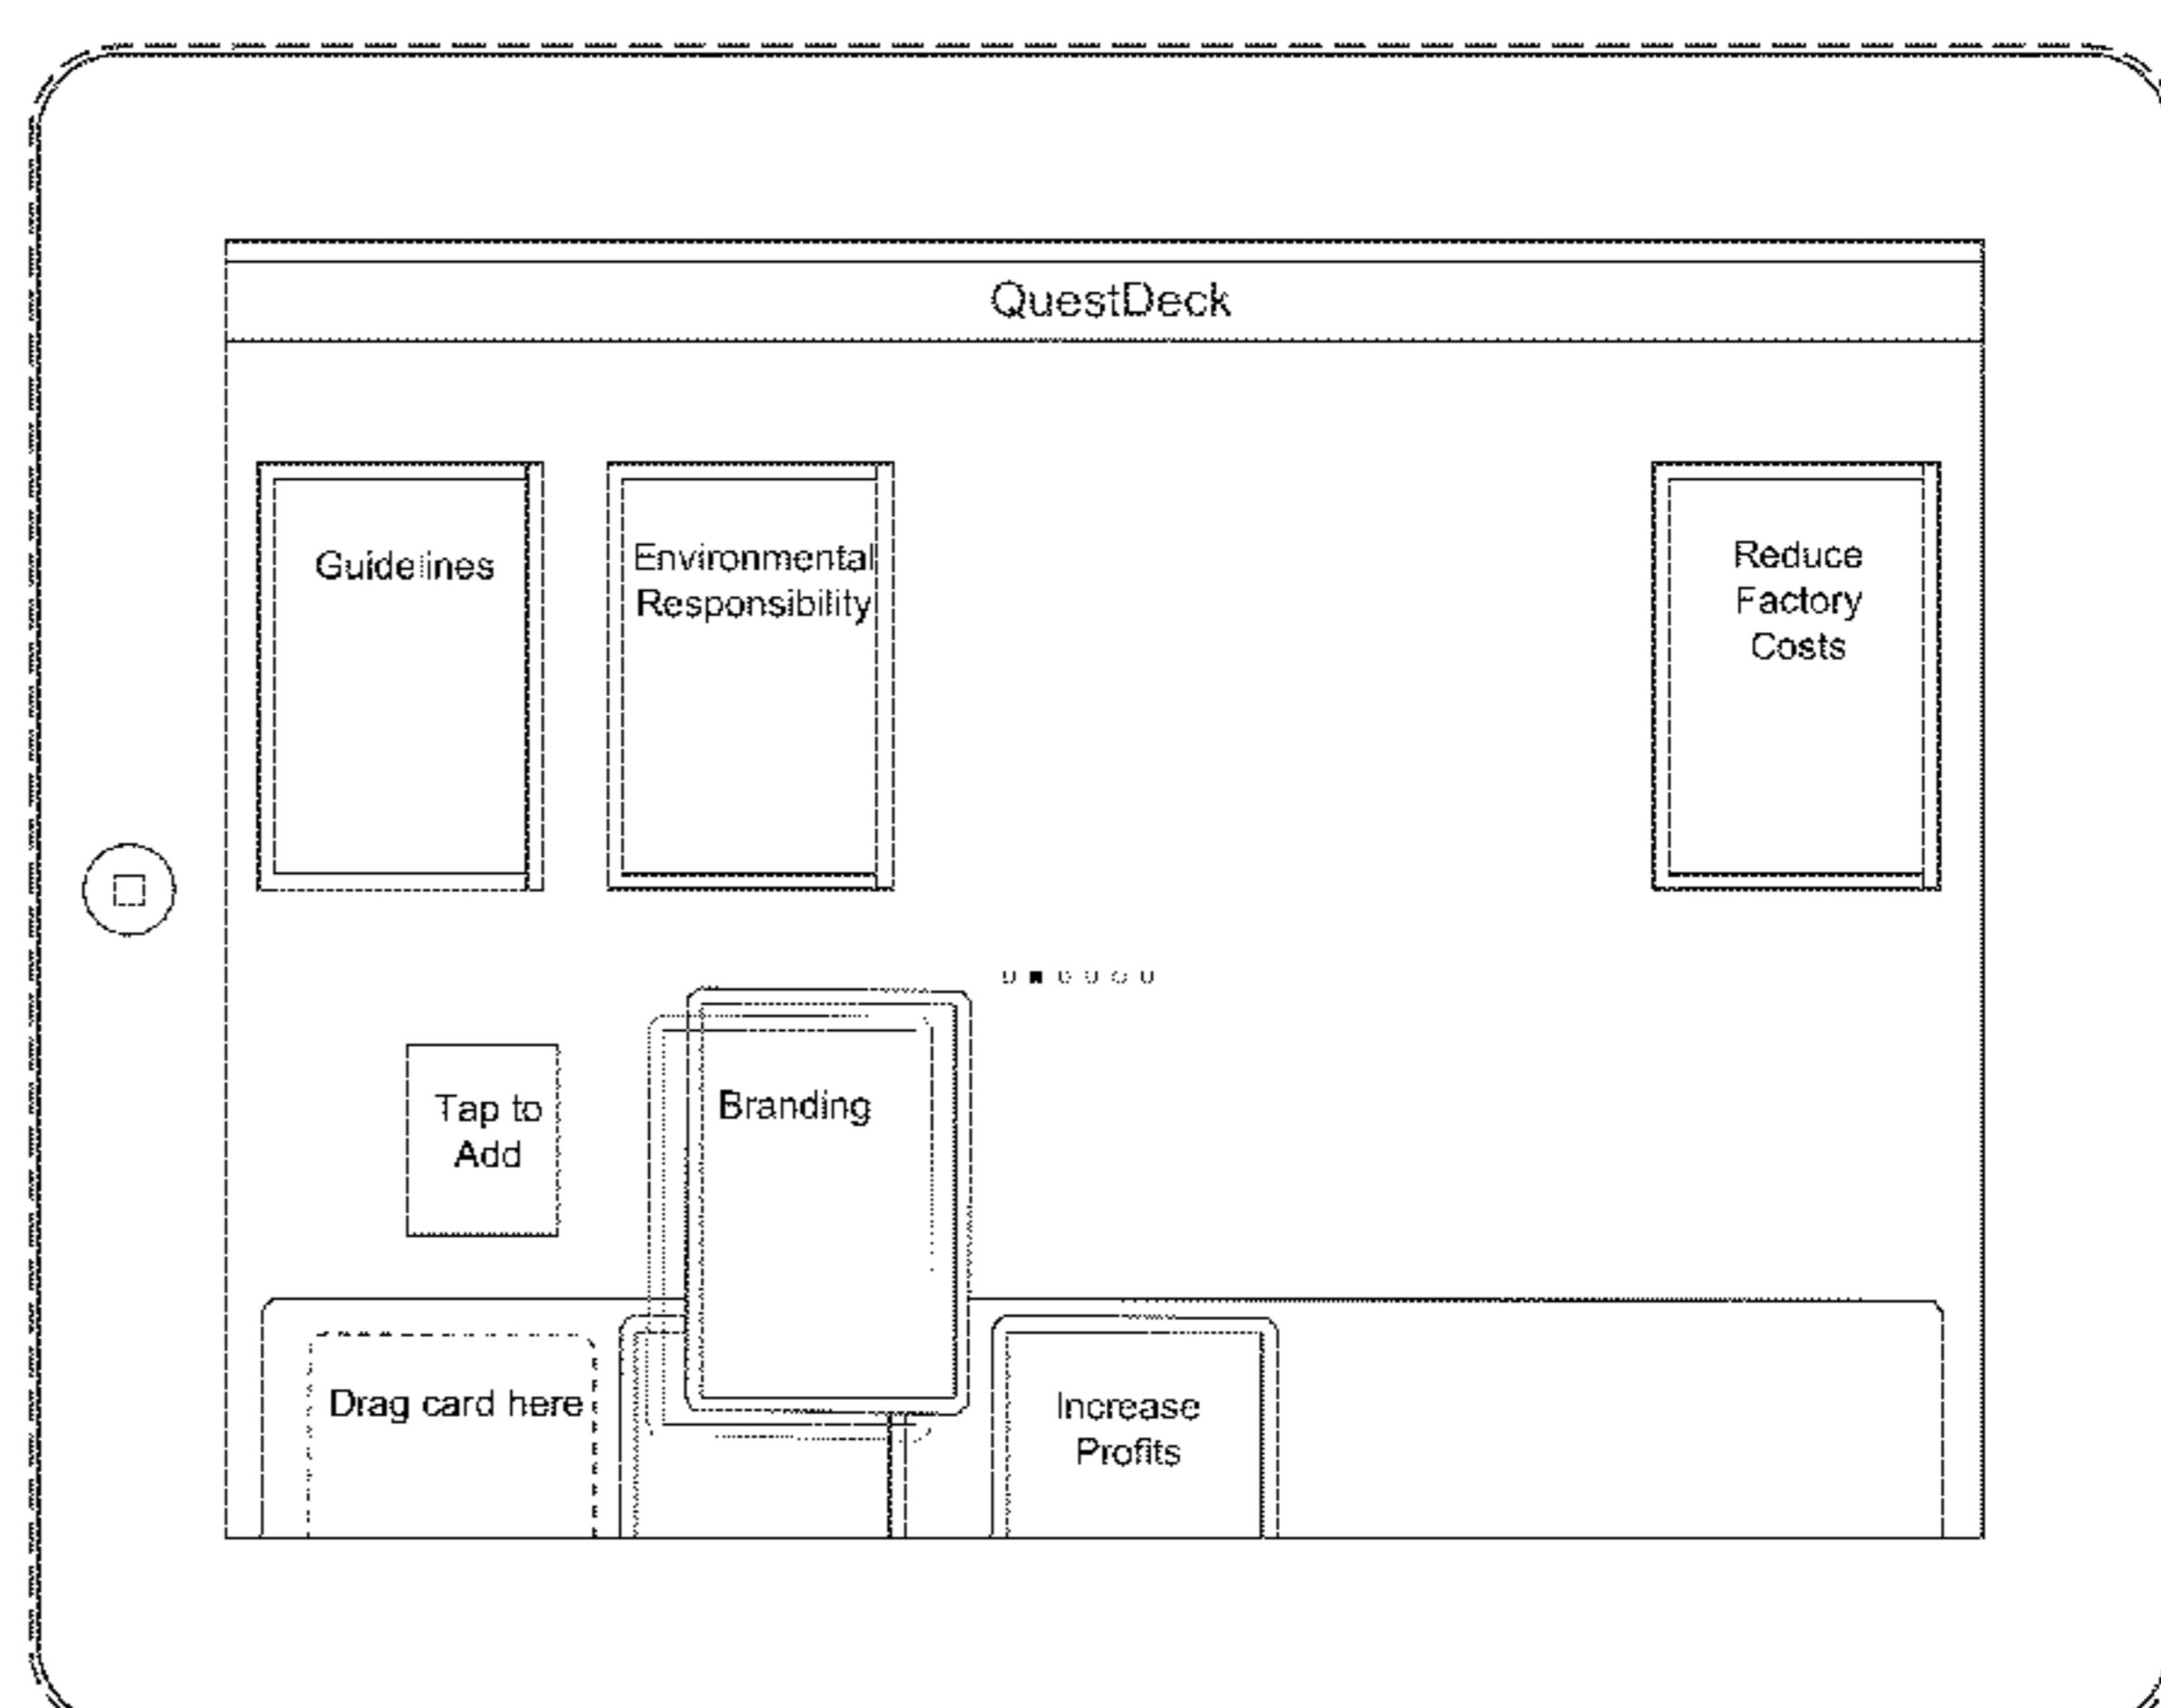 QuestDeck
Guidelines
Environmental
Responsibility
Reduce
Factory
Costs
Tap to
Add
Branding
Drag card here
Increase
Profits